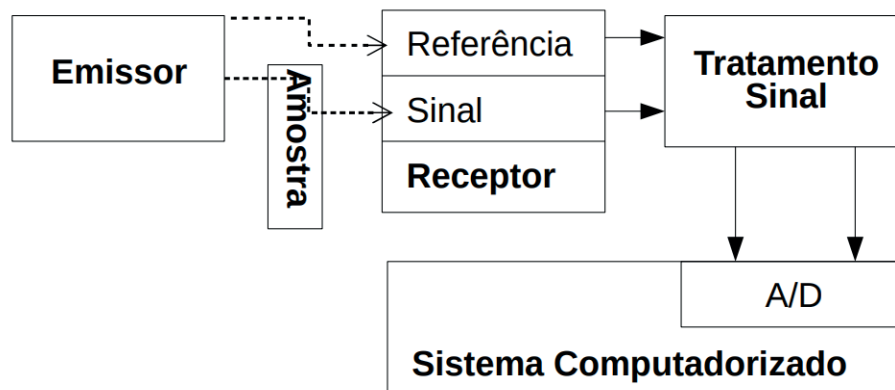 Emissor
Amostra
Referência
Sinal
Receptor
Tratamento
Sinal
A/D
Sistema Computadorizado